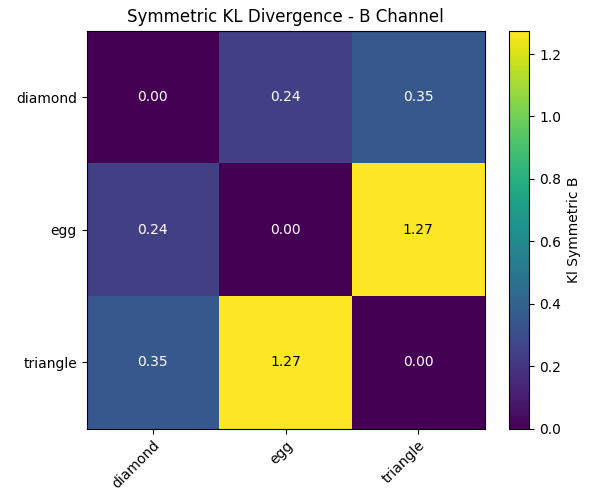 Symmetric KL Divergence - B Channel
diamond 0.00 0.24 0.35
egg 0.24 0.00 1.27
triangle 0.35 1.27 0.00
diamond egg triangle
1.2
1.0
0.8
0.6
0.4
0.2
0.0
Kl Symmetric B